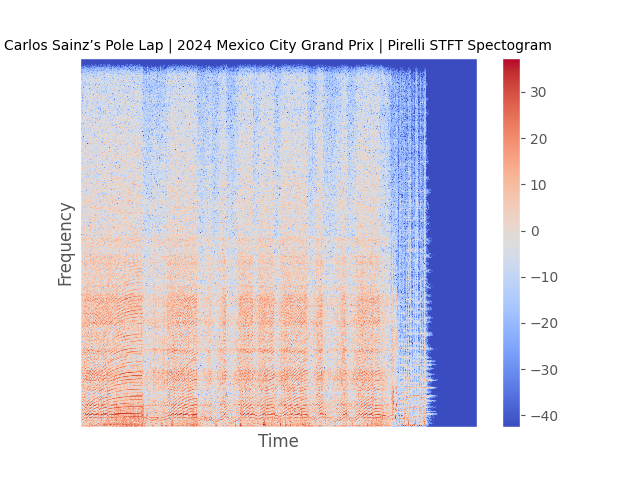 Carlos Sainz’s Pole Lap | 2024 Mexico City Grand Prix | Pirelli STFT Spectogram
Frequency
Time
30
20
10
0
−10
−20
−30
−40